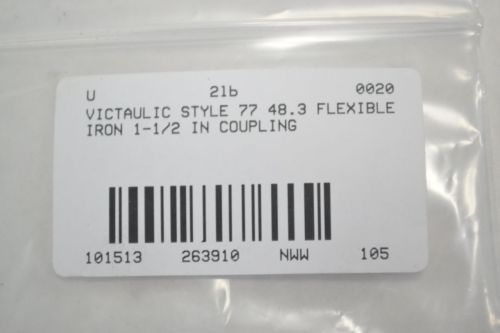 U 21b 0020
VICTAULIC STYLE 77 48.3 FLEXIBLE
IRON 1-1/2 IN COUPLING
101513 263910 NWW 105